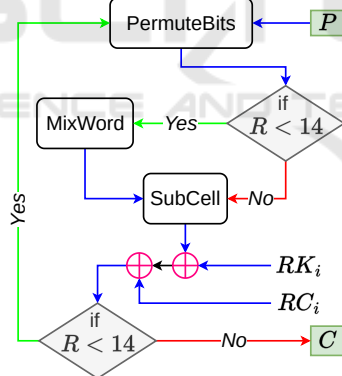 PermuteBits
P
if
R < 14
MixWord
Yes
No
SubCell
Yes
RK_i
RC_i
if
R < 14
No
C